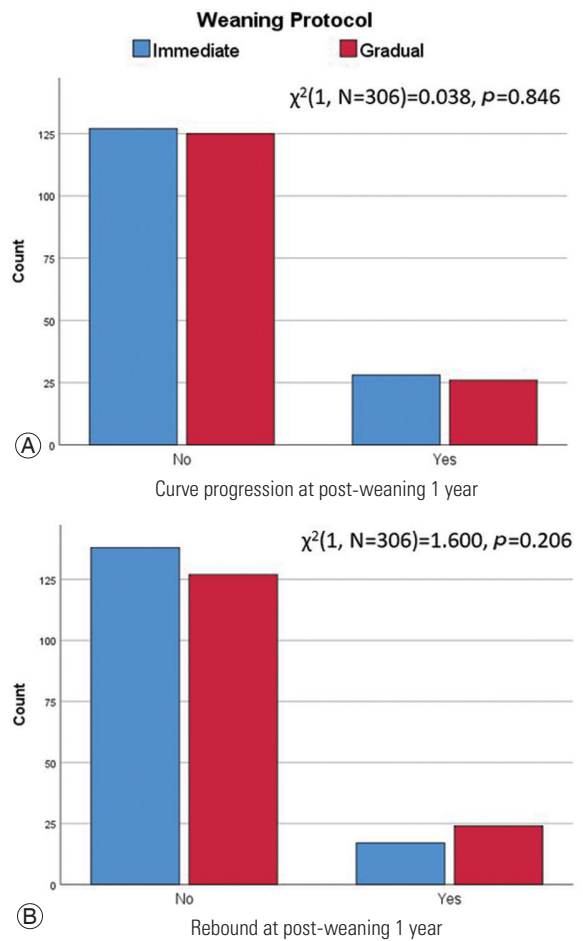 Weaning Protocol
Immediate Gradual
χ²(1, N=306)=0.038, p=0.846
125
100
75
50
25
0
Count
No Yes
A
Curve progression at post-weaning 1 year
χ²(1, N=306)=1.600, p=0.206
125
100
75
50
25
0
Count
No Yes
B
Rebound at post-weaning 1 year